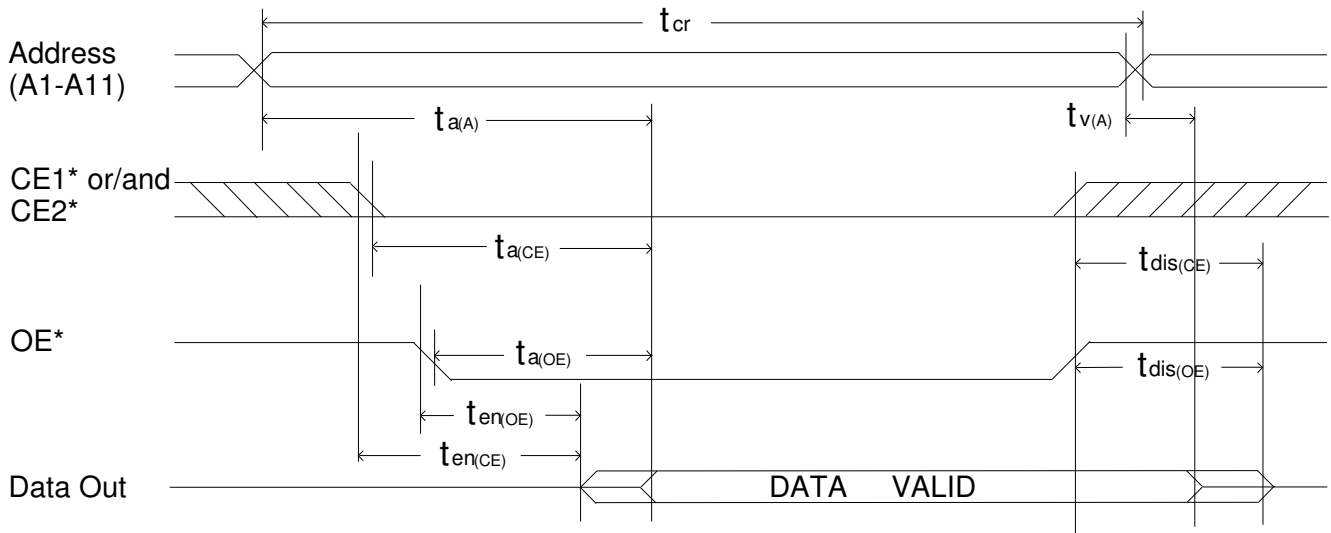 tcr
Address
(A1-A11)
ta(A)
tv(A)
CE1* or/and
CE2*
ta(CE)
tdis(CE)
OE*
ta(OE)
tdis(OE)
ten(OE)
ten(CE)
Data Out
DATA VALID